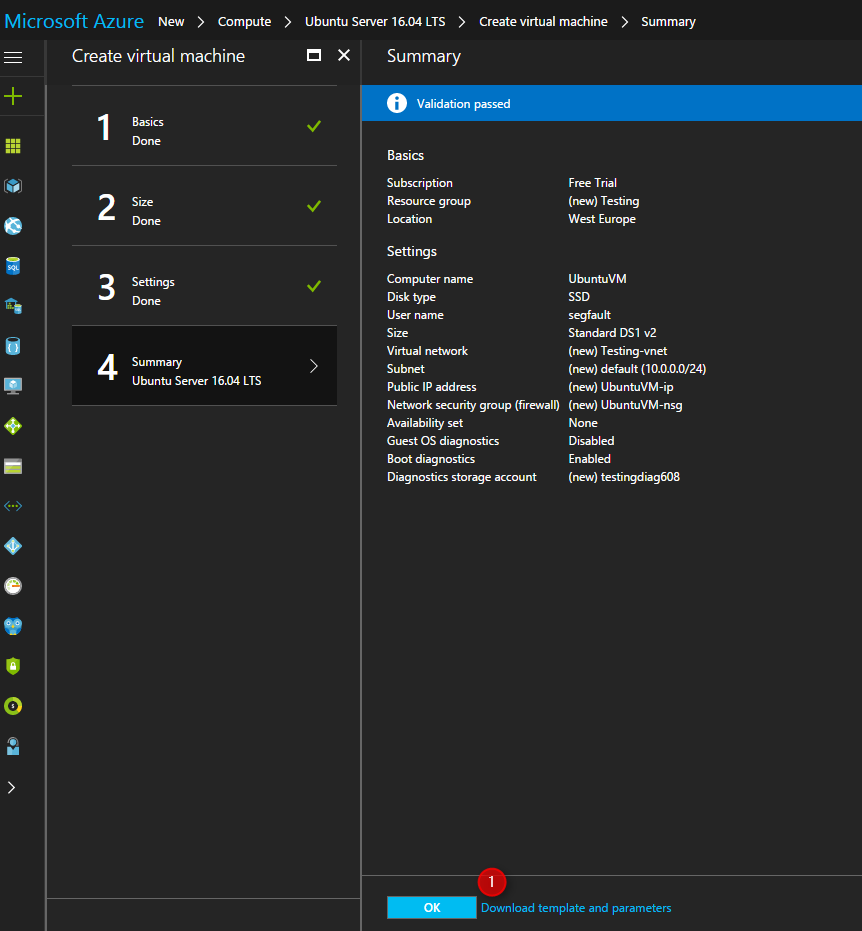 Microsoft Azure New > Compute > Ubuntu Server 16.04 LTS > Create virtual machine > Summary
Create virtual machine
1 Basics
Done
2 Size
Done
3 Settings
Done
4 Summary
Ubuntu Server 16.04 LTS
Summary
Validation passed
Basics
Subscription Free Trial
Resource group (new) Testing
Location West Europe
Settings
Computer name UbuntuVM
Disk type SSD
User name segfault
Size Standard DS1 v2
Virtual network (new) Testing-vnet
Subnet (new) default (10.0.0.0/24)
Public IP address (new) UbuntuVM-ip
Network security group (firewall) (new) UbuntuVM-nsg
Availability set None
Guest OS diagnostics Disabled
Boot diagnostics Enabled
Diagnostics storage account (new) testingdiag608
1
OK Download template and parameters
SQL